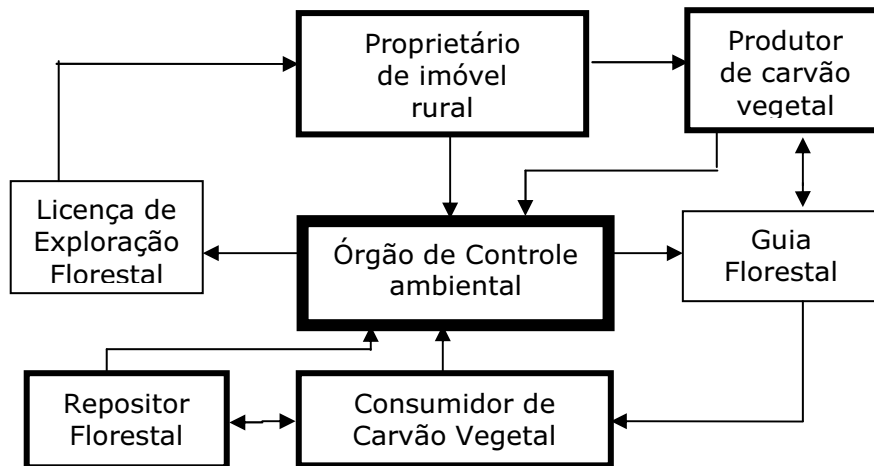 Proprietário
de imóvel
rural
Produtor
de carvão
vegetal
Licença de
Exploração
Florestal
Órgão de Controle
ambiental
Guia
Florestal
Repositor
Florestal
Consumidor de
Carvão Vegetal